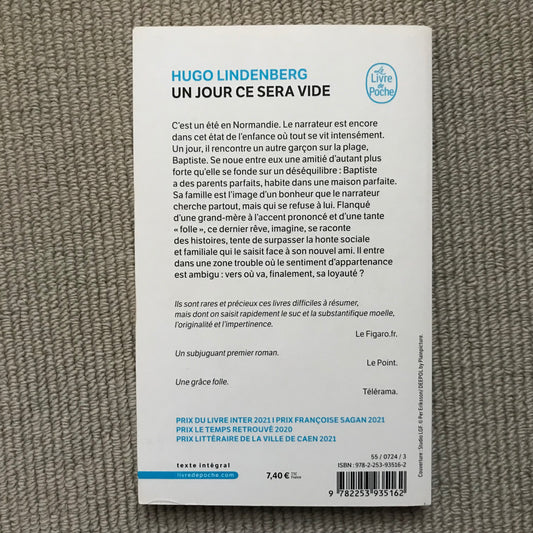 HUGO LINDENBERG
UN JOUR CE SERA VIDE
Le
Livre
de
Poche
C'est un été en Normandie. Le narrateur est encore
dans cet état de l'enfance où tout se vit intensément.
Un jour, il rencontre un autre garçon sur la plage,
Baptiste. Se noue entre eux une amitié d'autant plus
forte qu'elle se fonde sur un déséquilibre : Baptiste
a des parents parfaits, habite dans une maison parfaite.
Sa famille est l'image d'un bonheur que le narrateur
cherche partout, mais qui se refuse à lui. Flanqué
d'une grand-mère à l'accent prononcé et d'une tante
« folle », ce dernier rêve, imagine, se raconte
des histoires, tente de surpasser la honte sociale
et familiale qui le saisit face à son nouvel ami. Il entre
dans une zone trouble où le sentiment d'appartenance
est ambigu : vers où va, finalement, sa loyauté ?
Ils sont rares et précieux ces livres difficiles à résumer,
mais dont on saisit rapidement le suc et la substantifique moelle,
l'originalité et l'impertinence.
Le Figaro.fr.
Un subjuguant premier roman.
Le Point.
Une grâce folle.
Télérama.
PRIX DU LIVRE INTER 2021 I PRIX FRANÇOISE SAGAN 2021
PRIX LE TEMPS RETROUVÉ 2020
PRIX LITTÉRAIRE DE LA VILLE DE CAEN 2021
Couverture : Studio LGF. © Per Eriksson/ DEEPOL by Plainpicture.
texte intégral
livredepoche.com
7,40 € TTC
France
55 / 0724 / 3
ISBN : 978-2-253-93516-2
9 782253 935162